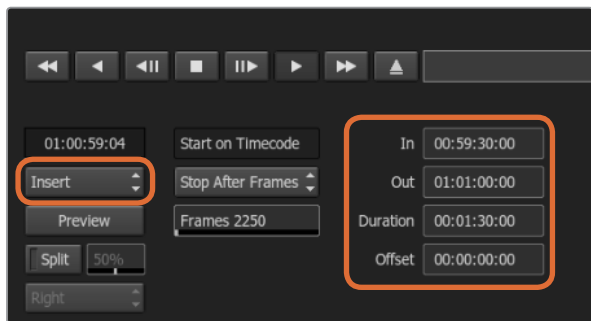 01:00:59:04 Start on Timecode In 00:59:30:00
Insert Stop After Frames Out 01:01:00:00
Preview Frames 2250 Duration 00:01:30:00
Split 50% Offset 00:00:00:00
Right